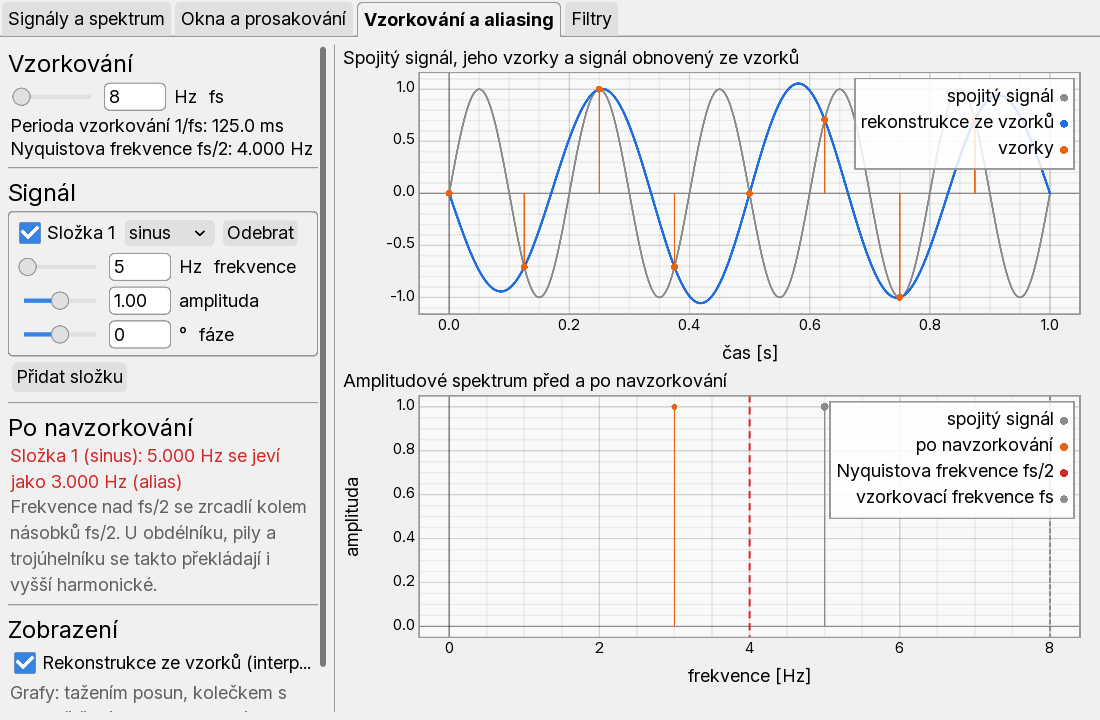 Signály a spektrum
Okna a prosakování
Vzorkování a aliasing
Filtry
Vzorkování
8 Hz fs
Perioda vzorkování 1/fs: 125.0 ms
Nyquistova frekvence fs/2: 4.000 Hz
Signál
Složka 1 sinus Odebrat
5 Hz frekvence
1.00 amplituda
0 ° fáze
Přidat složku
Po navzorkování
Složka 1 (sinus): 5.000 Hz se jeví
jako 3.000 Hz (alias)
Frekvence nad fs/2 se zrcadlí kolem
násobků fs/2. U obdélníku, pily a
trojúhelníku se takto překládají i
vyšší harmonické.
Zobrazení
Rekonstrukce ze vzorků (interp...
Grafy: tažením posun, kolečkem s
Spojitý signál, jeho vzorky a signál obnovený ze vzorků
1.0
0.5
0.0
-0.5
-1.0
spojitý signál
rekonstrukce ze vzorků
vzorky
0.0 0.2 0.4 0.6 0.8 1.0
čas [s]
Amplitudové spektrum před a po navzorkování
amplituda
1.0
0.8
0.6
0.4
0.2
0.0
spojitý signál
po navzorkování
Nyquistova frekvence fs/2
vzorkovací frekvence fs
0 2 4 6 8
frekvence [Hz]